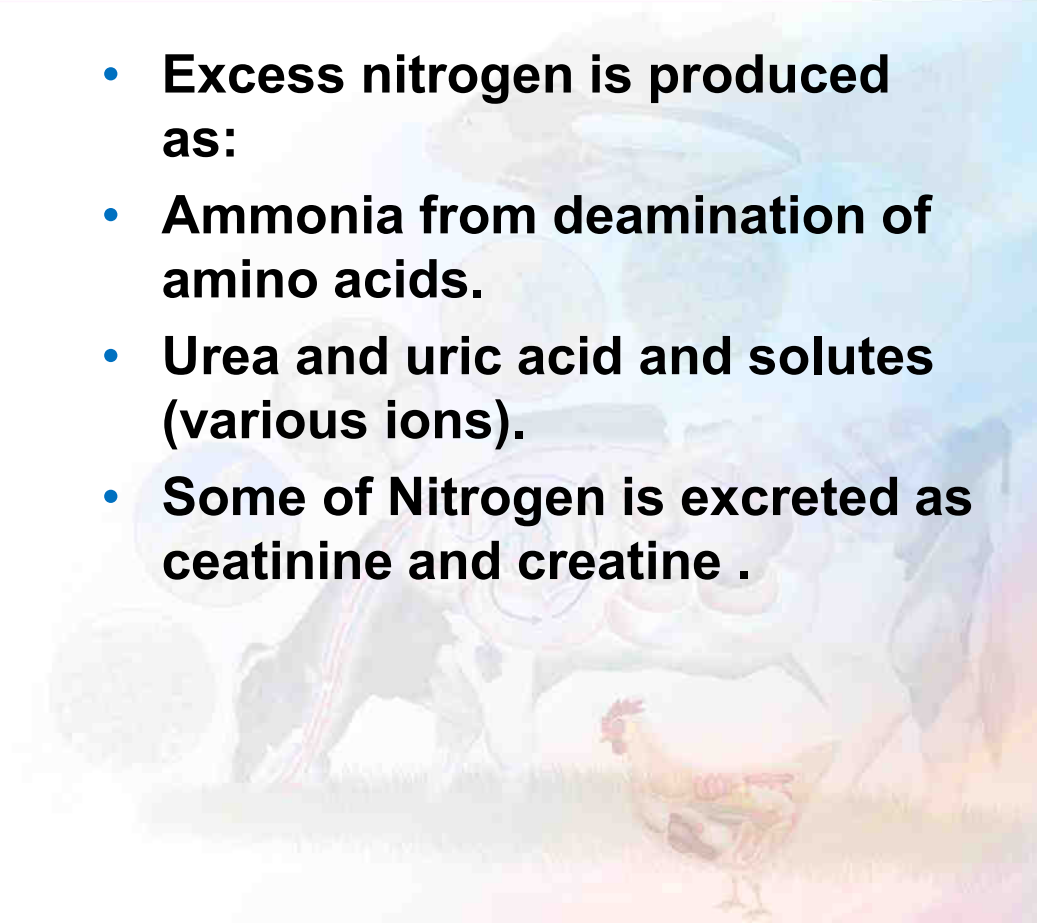 • Excess nitrogen is produced
as:
• Ammonia from deamination of
amino acids.
• Urea and uric acid and solutes
(various ions).
• Some of Nitrogen is excreted as
ceatinine and creatine .